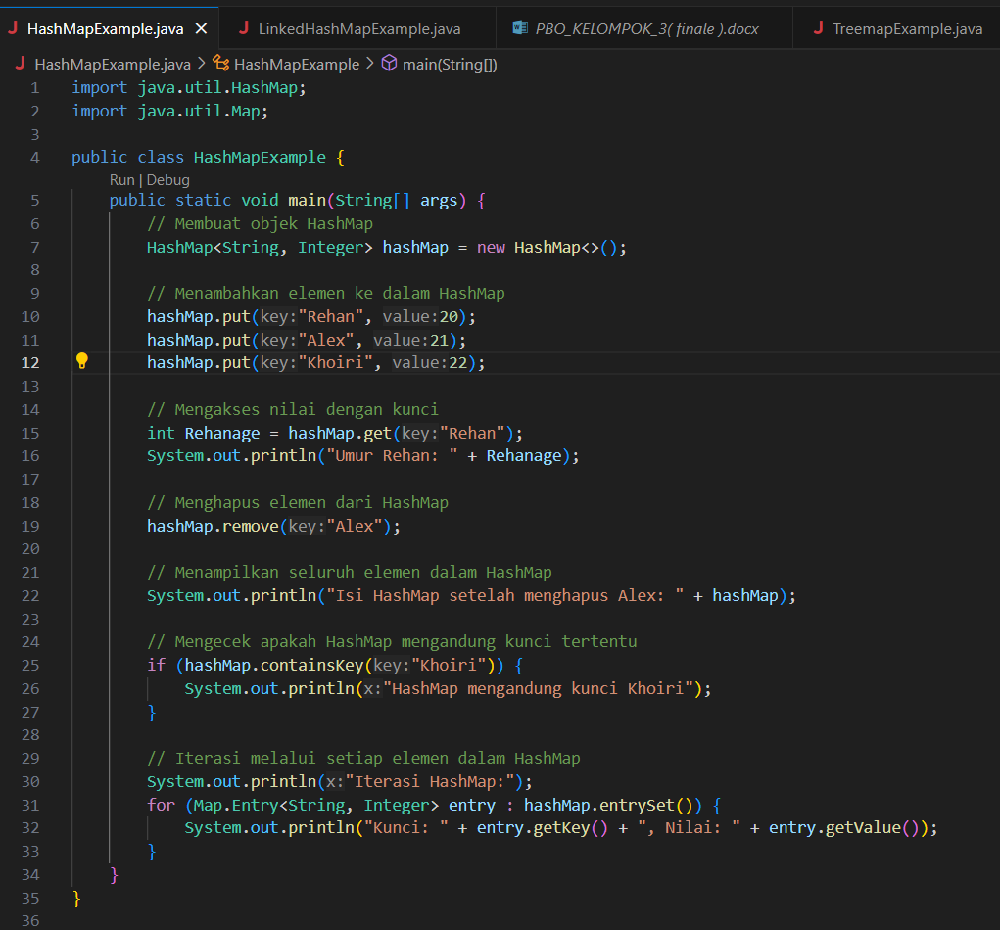 J HashMapExample.java × J LinkedHashMapExample.java PBO_KELOMPOK_3( finale ).docx J TreemapExample.java
J HashMapExample.java > HashMapExample > main(String[])
1 import java.util.HashMap;
2 import java.util.Map;
3
4 public class HashMapExample {
Run | Debug
5 public static void main(String[] args) {
6 // Membuat objek HashMap
7 HashMap<String, Integer> hashMap = new HashMap<>();
8
9 // Menambahkan elemen ke dalam HashMap
10 hashMap.put(key:"Rehan", value:20);
11 hashMap.put(key:"Alex", value:21);
12 hashMap.put(key:"Khoiri", value:22);
13
14 // Mengakses nilai dengan kunci
15 int Rehanage = hashMap.get(key:"Rehan");
16 System.out.println("Umur Rehan: " + Rehanage);
17
18 // Menghapus elemen dari HashMap
19 hashMap.remove(key:"Alex");
20
21 // Menampilkan seluruh elemen dalam HashMap
22 System.out.println("Isi HashMap setelah menghapus Alex: " + hashMap);
23
24 // Mengecek apakah HashMap mengandung kunci tertentu
25 if (hashMap.containsKey(key:"Khoiri")) {
26 System.out.println(x:"HashMap mengandung kunci Khoiri");
27 }
28
29 // Iterasi melalui setiap elemen dalam HashMap
30 System.out.println(x:"Iterasi HashMap:");
31 for (Map.Entry<String, Integer> entry : hashMap.entrySet()) {
32 System.out.println("Kunci: " + entry.getKey() + ", Nilai: " + entry.getValue());
33 }
34 }
35 }
36